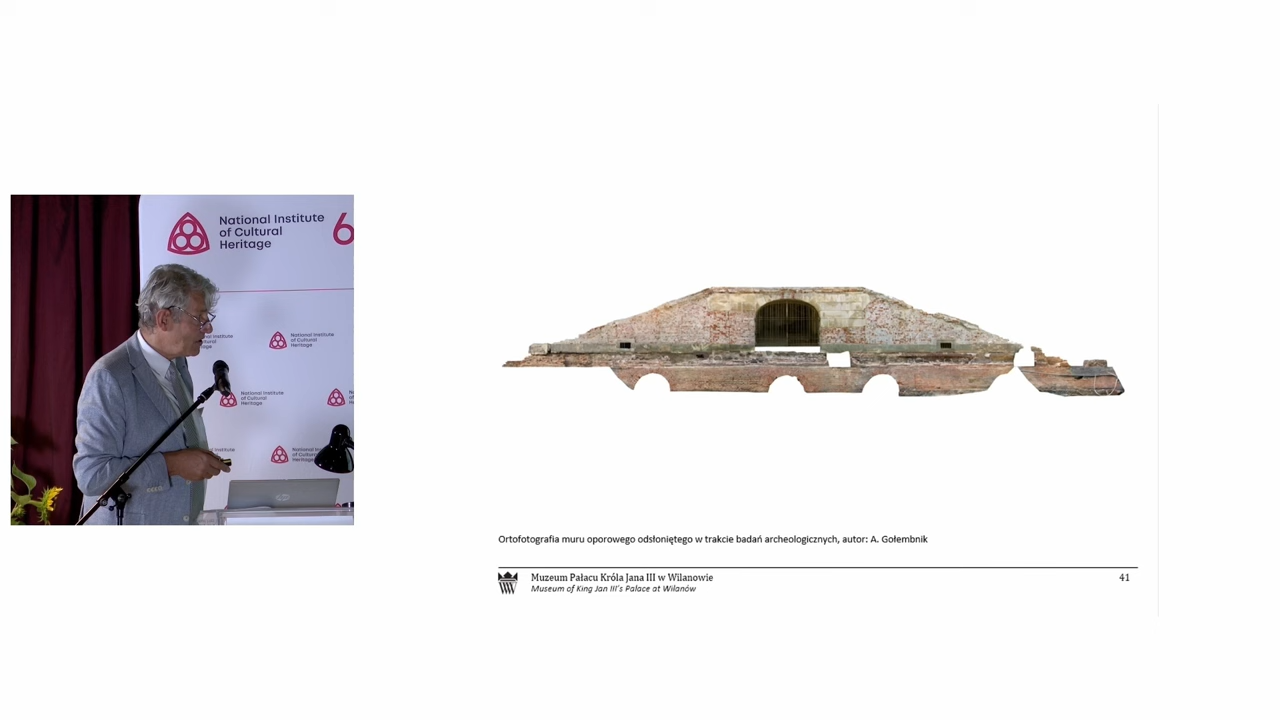 National Institute
of Cultural
Heritage
6
National Institute
of Cultural
Heritage
National Institute
of Cultural
Heritage
Ortofotografia muru oporowego odsłoniętego w trakcie badań archeologicznych, autor: A. Gołembnik
Muzeum Pałacu Króla Jana III w Wilanowie
Museum of King Jan III's Palace at Wilanów
41